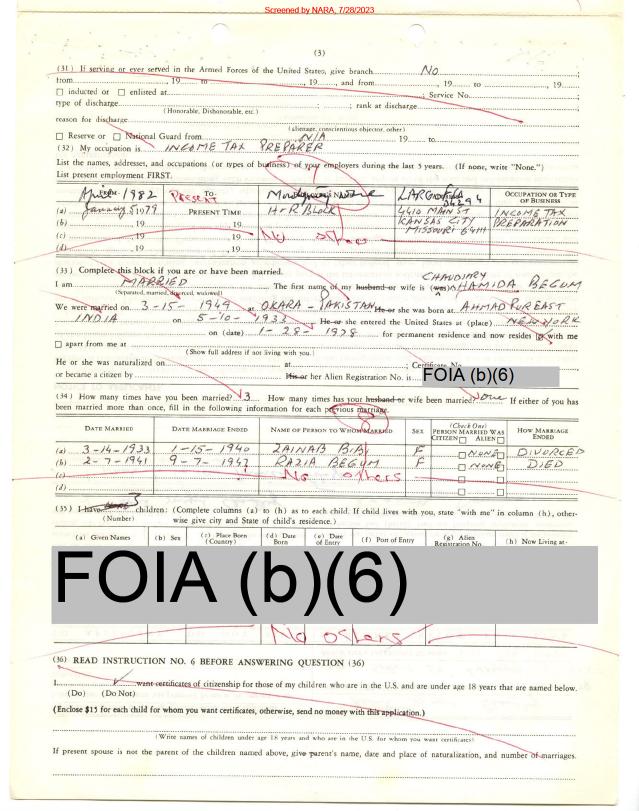 Screened by NARA, 7/28/2023
(3)
(31) If serving or ever served in the Armed Forces of the United States, give branch No
from , 19 to , 19 , and from , 19 to , 19
☐ inducted or ☐ enlisted at ; Service No.
type of discharge ; rank at discharge
(Honorable, Dishonorable, etc.)
reason for discharge
(alienage, conscientious objector, other)
☐ Reserve or ☐ National Guard from N/A 19 to 19
(32) My occupation is INCOME TAX PREPARER
List the names, addresses, and occupations (or types of business) of your employers during the last 5 years. (If none, write "None.")
List present employment FIRST.
April 1982 Present LARGO FLA OCCUPATION OR TYPE OF BUSINESS
(a) January 1979 PRESENT TIME H&R BLOCK 4410 MAIN ST INCOME TAX
(b) , 19 , 19 KANSAS CITY PREPARATION
(c) , 19 , 19 No others MISSOURI 64111
(d) , 19 , 19
(33) Complete this block if you are or have been married. CHAUDIARY
I am MARRIED The first name of my husband or wife is (was) HAMIDA BEGUM
(Separated, married, divorced, widowed)
We were married on 3-15-1949 at OKARA - PAKISTAN He or she was born at AHMADPUREAST
INDIA on 5-10-1933 He or she entered the United States at (place) NEW YORK
on (date) 1-28-1978 for permanent residence and now resides ☐ with me
☐ apart from me at
(Show full address if not living with you.)
He or she was naturalized on at Certificate No.
or became a citizen by His or her Alien Registration No. is FOIA (b)(6)
(34) How many times have you been married? 3 How many times has your husband or wife been married? None If either of you has
been married more than once, fill in the following information for each previous marriage.
DATE MARRIED DATE MARRIAGE ENDED NAME OF PERSON TO WHOM MARRIED SEX (Check One) PERSON MARRIED WAS CITIZEN ☐ ALIEN ☐ HOW MARRIAGE ENDED
(a) 3-14-1933 1-15-1940 ZAINAB BIBI F NONE DIVORCED
(b) 2-7-1941 9-7-1947 RAZIA BEGUM F NONE DIED
(c) No others
(d)
(35) I have 3 children: (Complete columns (a) to (h) as to each child. If child lives with you, state "with me" in column (h), other-
(Number) wise give city and State of child's residence.)
(a) Given Names (b) Sex (c) Place Born (Country) (d) Date Born (e) Date of Entry (f) Port of Entry (g) Alien Registration No. (h) Now Living at-
FOIA (b)(6)
No others
(36) READ INSTRUCTION NO. 6 BEFORE ANSWERING QUESTION (36)
I want certificates of citizenship for those of my children who are in the U.S. and are under age 18 years that are named below.
(Do) (Do Not)
(Enclose $15 for each child for whom you want certificates, otherwise, send no money with this application.)
(Write names of children under age 18 years and who are in the U.S. for whom you want certificates)
If present spouse is not the parent of the children named above, give parent's name, date and place of naturalization, and number of marriages.